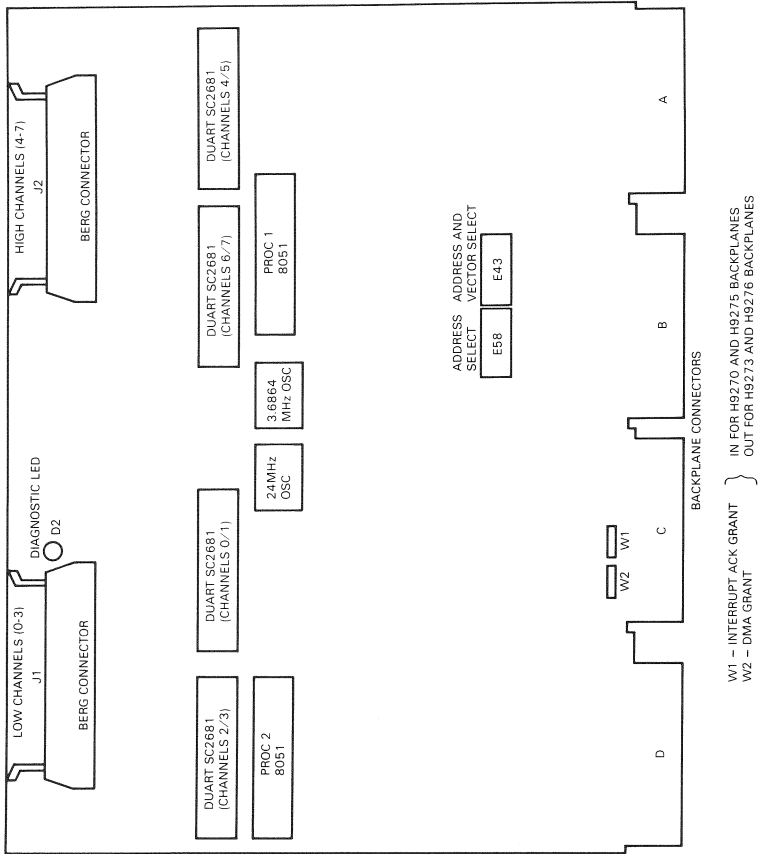 LOW CHANNELS (0-3)
J1
BERG CONNECTOR
DIAGNOSTIC LED
D2
HIGH CHANNELS (4-7)
J2
BERG CONNECTOR
DUART SC2681
(CHANNELS 2/3)
DUART SC2681
(CHANNELS 0/1)
DUART SC2681
(CHANNELS 6/7)
DUART SC2681
(CHANNELS 4/5)
PROC 2
8051
24MHz
OSC
3.6864
MHz OSC
PROC 1
8051
ADDRESS
SELECT
E58
ADDRESS AND
VECTOR SELECT
E43
W2
W1
D
C
B
A
BACKPLANE CONNECTORS
W1 – INTERRUPT ACK GRANT
W2 – DMA GRANT
IN FOR H9270 AND H9275 BACKPLANES
OUT FOR H9273 AND H9276 BACKPLANES